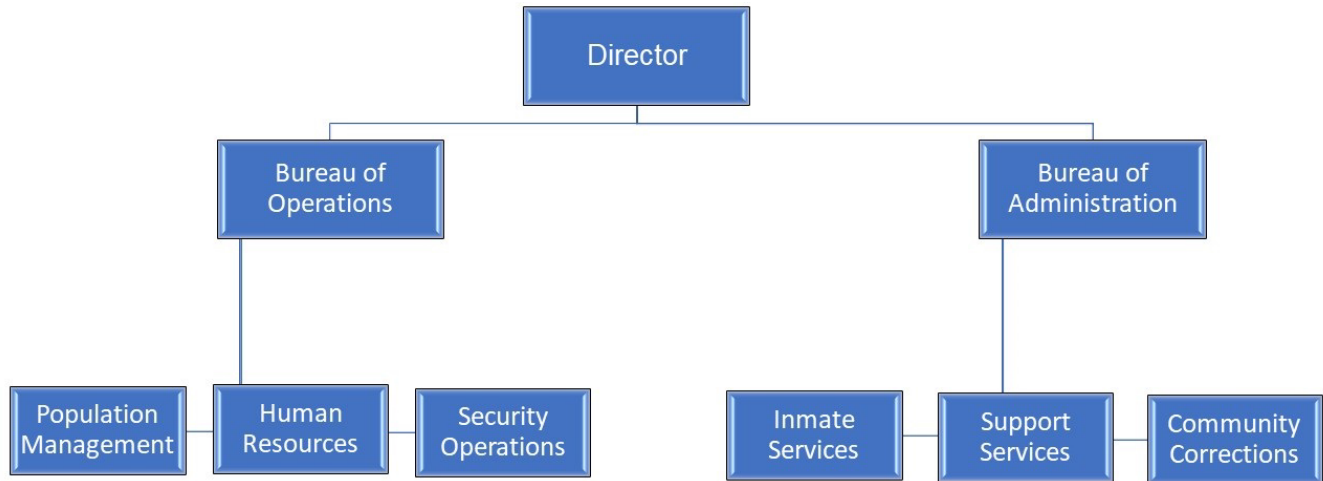 Director
Bureau of
Operations
Bureau of
Administration
Population
Management
Human
Resources
Security
Operations
Inmate
Services
Support
Services
Community
Corrections